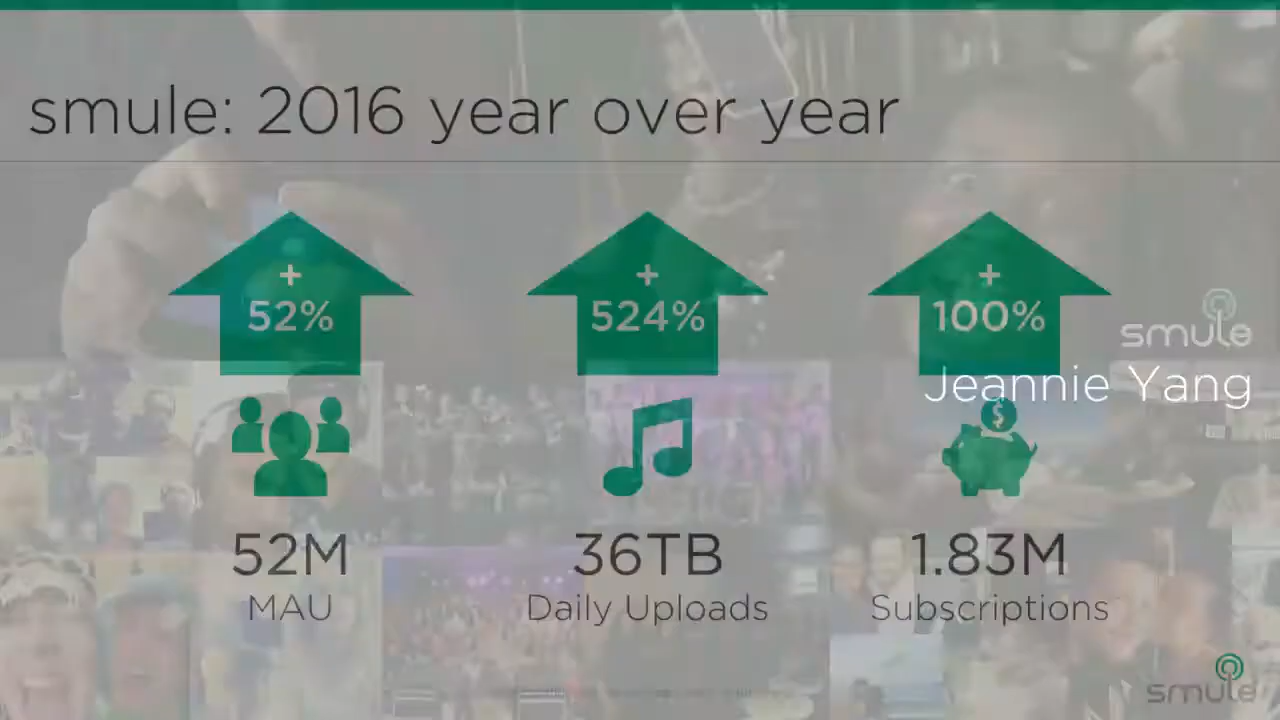 smule: 2016 year over year
+ + +
52% 524% 100%
smule
Jeannie Yang
$
52M 36TB 1.83M
MAU Daily Uploads Subscriptions
smule